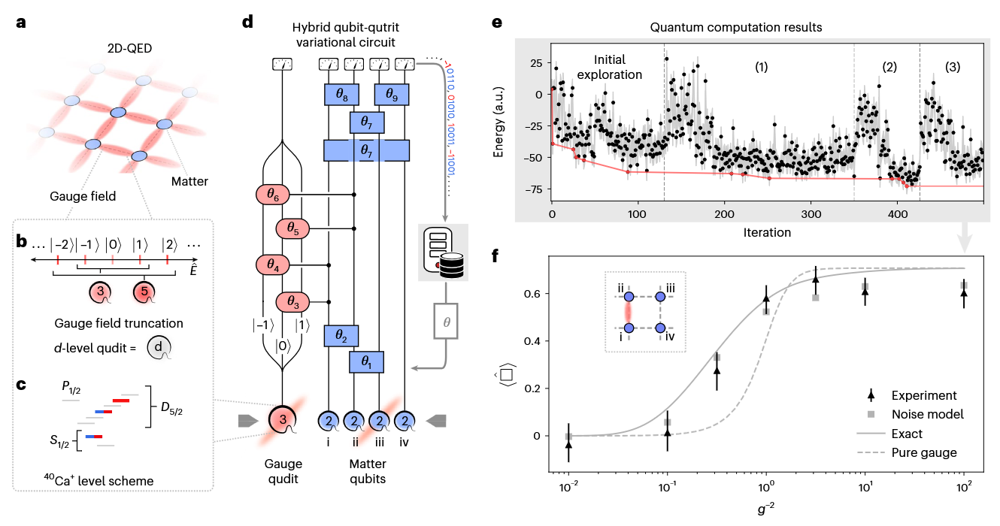 a
2D-QED
Matter
Gauge field
b
... |−2⟩ |−1⟩ |0⟩ |1⟩ |2⟩ ...
Ê
3
5
Gauge field truncation
d-level qudit = d
c
P1/2
D5/2
S1/2
40Ca+ level scheme
d
Hybrid qubit-qutrit
variational circuit
θ8
θ9
θ7
θ7
θ6
θ5
θ4
θ3
|−1⟩
|1⟩
|0⟩
θ2
θ1
.... −10110, 01010, 10011, −11001, ....
θ
3
2
2
2
2
i
ii
iii
iv
Gauge
qudit
Matter
qubits
e
Quantum computation results
Energy (a.u.)
25
0
−25
−50
−75
Initial
exploration
(1)
(2)
(3)
0
100
200
300
400
Iteration
f
⟨□̂⟩
0.6
0.4
0.2
0
ii
iii
i
iv
Experiment
Noise model
Exact
Pure gauge
10−2
10−1
100
101
102
g−2